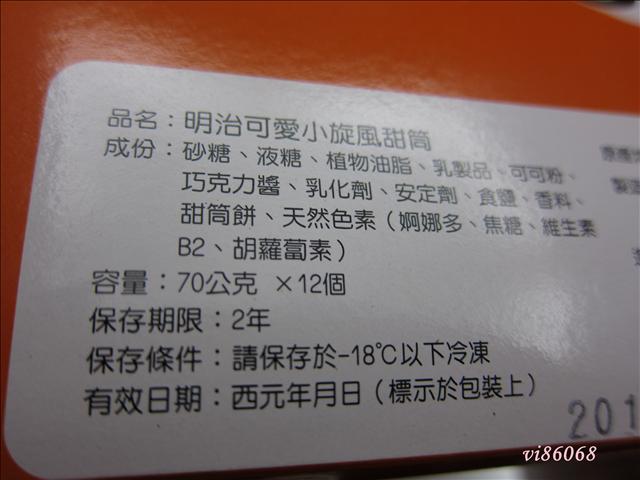 品名：明治可愛小旋風甜筒
成份：砂糖、液糖、植物油脂、乳製品、可可粉、
巧克力醬、乳化劑、安定劑、食鹽、香料、
甜筒餅、天然色素（婀娜多、焦糖、維生素
B2、胡蘿蔔素）
容量：70公克 ×12個
保存期限：2年
保存條件：請保存於-18℃以下冷凍
有效日期：西元年月日（標示於包裝上）
201
vi86068